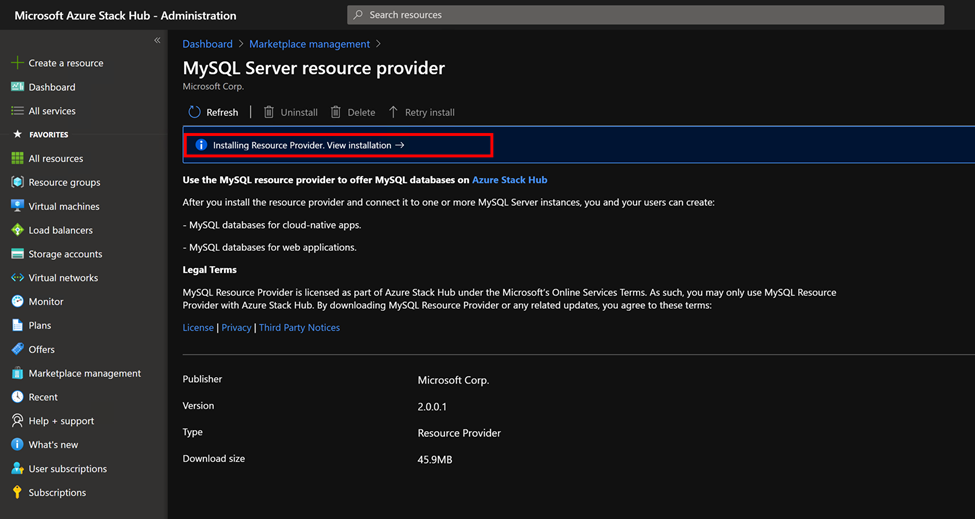 Microsoft Azure Stack Hub - Administration
Search resources
«
Create a resource
Dashboard
All services
FAVORITES
All resources
Resource groups
Virtual machines
Load balancers
Storage accounts
Virtual networks
Monitor
Plans
Offers
Marketplace management
Recent
Help + support
What's new
User subscriptions
Subscriptions
Dashboard > Marketplace management >
MySQL Server resource provider
Microsoft Corp.
Refresh | Uninstall Delete Retry install
Installing Resource Provider. View installation →
Use the MySQL resource provider to offer MySQL databases on Azure Stack Hub
After you install the resource provider and connect it to one or more MySQL Server instances, you and your users can create:
- MySQL databases for cloud-native apps.
- MySQL databases for web applications.
Legal Terms
MySQL Resource Provider is licensed as part of Azure Stack Hub under the Microsoft's Online Services Terms. As such, you may only use MySQL Resource
Provider with Azure Stack Hub. By downloading MySQL Resource Provider or any related updates, you agree to these terms:
License | Privacy | Third Party Notices
Publisher Microsoft Corp.
Version 2.0.0.1
Type Resource Provider
Download size 45.9MB